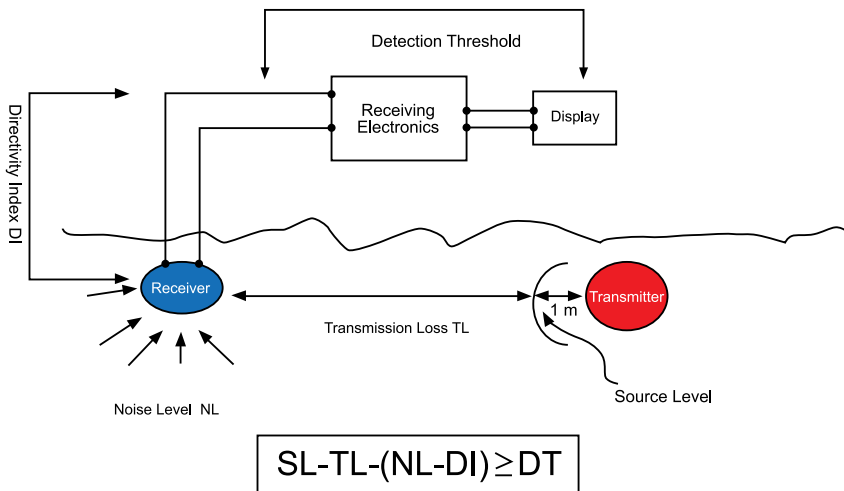 Detection Threshold
Directivity Index DI
Receiving
Electronics
Display
Receiver
Transmitter
1 m
Transmission Loss TL
Source Level
Noise Level NL
SL-TL-(NL-DI)≥DT